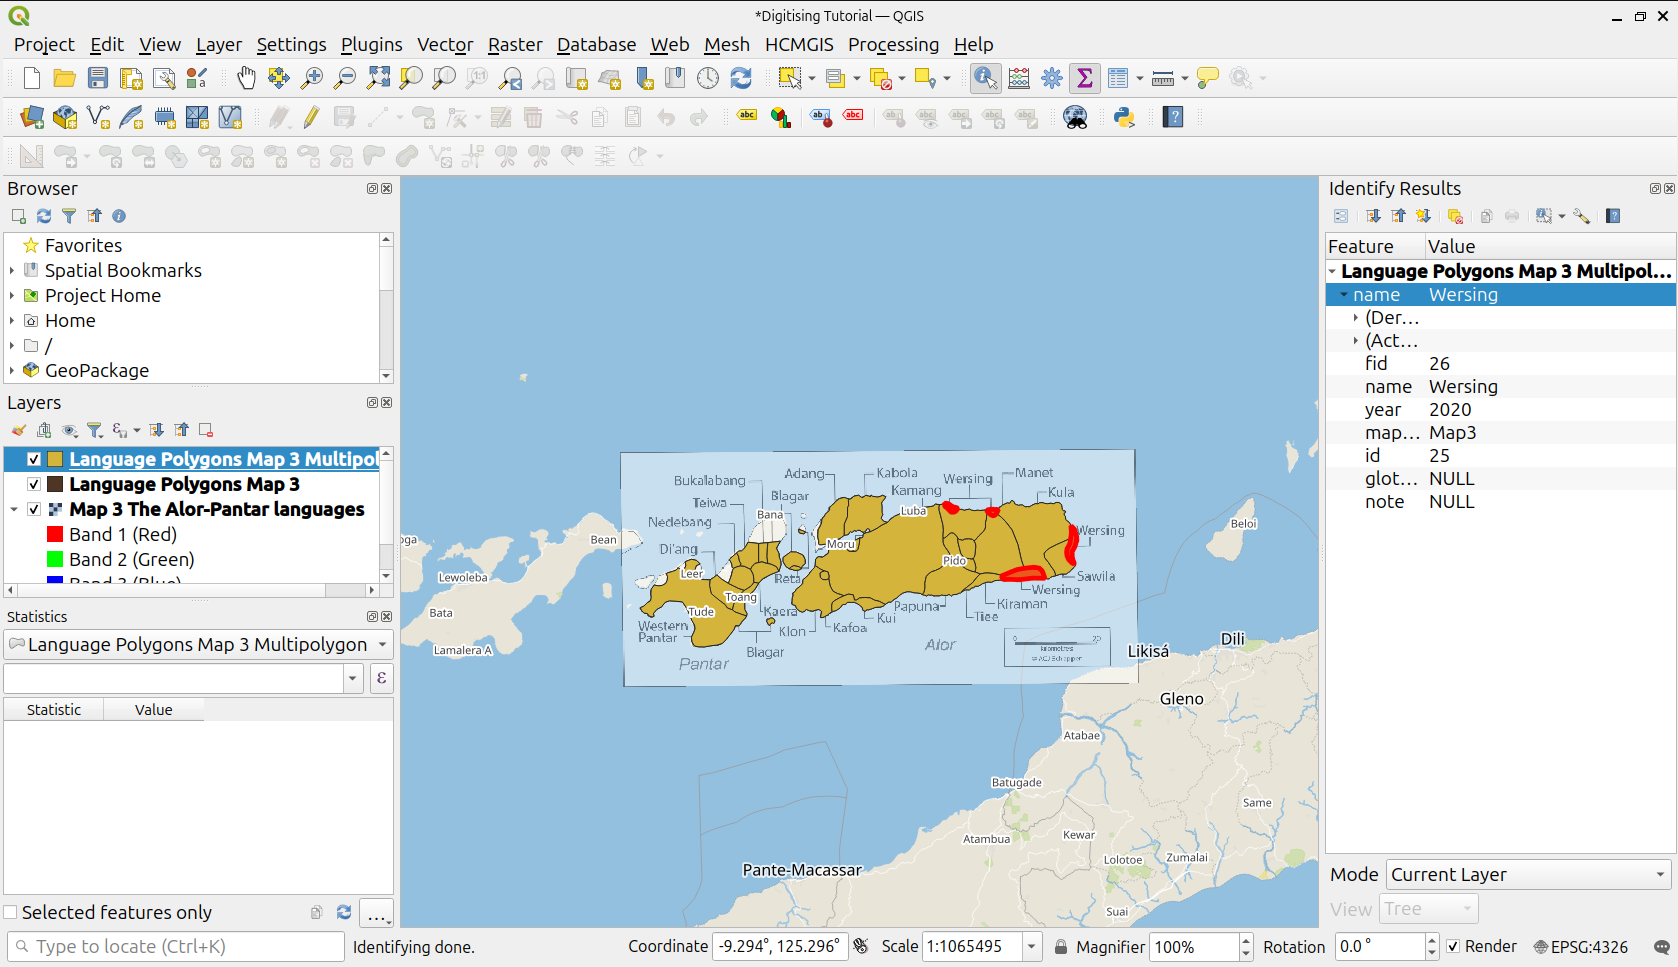 *Digitising Tutorial — QGIS
Project Edit View Layer Settings Plugins Vector Raster Database Web Mesh HCMGIS Processing Help
Browser
Favorites
Spatial Bookmarks
Project Home
Home
/
GeoPackage
Layers
Language Polygons Map 3 Multipol
Language Polygons Map 3
Map 3 The Alor-Pantar languages
Band 1 (Red)
Band 2 (Green)
Band 3 (Blue)
Statistics
Language Polygons Map 3 Multipolygon
ε
Statistic Value
Selected features only
...
Type to locate (Ctrl+K)
Identifying done.
Coordinate -9.294°, 125.296°
Scale 1:1065495
Magnifier 100%
Rotation 0.0 °
Render
EPSG:4326
Identify Results
Feature Value
Language Polygons Map 3 Multipol...
name Wersing
(Der...
(Act...
fid 26
name Wersing
year 2020
map... Map3
id 25
glot... NULL
note NULL
Mode Current Layer
View Tree
Adang
Kabola
Manet
Bukalabang
Wersing
Kamang
Kula
Blagar
Teiwa
Luba
Bana
Nedebang
Wersing
Beloi
Bean
oga
Moru
Di'ang
Pido
Leer
Reta
Sawila
Lewoleba
Wersing
Toang
Kiraman
Papuna
Bata
Tude
Kaera
Tiee
Kui
Western
Pantar
Klon
Kafoa
Alor
0 20
kilometres
© ACJ Schapper
Lamalera A
Blagar
Pantar
Dili
Likisá
Gleno
Atabae
Batugade
Same
Atambua
Kewar
Lolotoe
Zumalai
Pante-Macassar
Suai